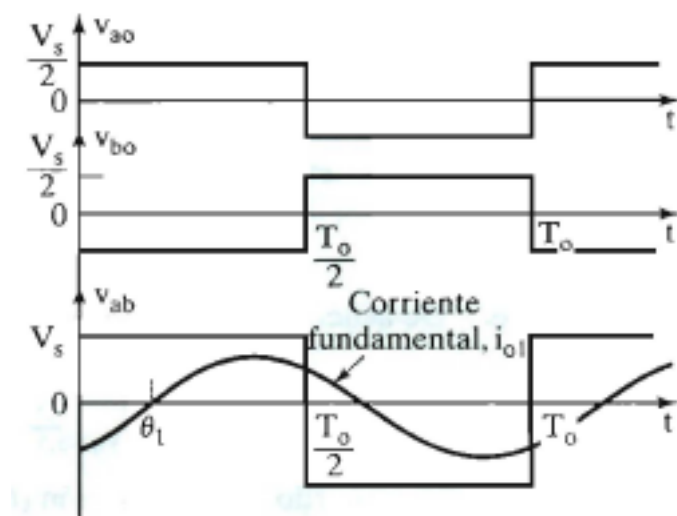 V_s/2 v_ao
0
t
V_s/2 v_bo
0
T_o/2 T_o t
v_ab
Corriente
V_s fundamental, i_o1
0
θ_1 T_o/2 T_o t